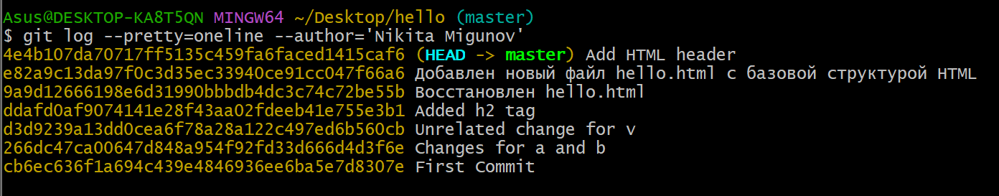 Asus@DESKTOP-KA8T5QN MINGW64 ~/Desktop/hello (master)
$ git log --pretty=oneline --author='Nikita Migunov'
4e4b107da70717ff5135c459fa6faced1415caf6 (HEAD -> master) Add HTML header
e82a9c13da97f0c3d35ec33940ce91cc047f66a6 Добавлен новый файл hello.html с базовой структурой HTML
9a9d12666198e6d31990bbbdb4dc3c74c72be55b Восстановлен hello.html
ddafd0af9074141e28f43aa02fdeeb41e755e3b1 Added h2 tag
d3d9239a13dd0cea6f78a28a122c497ed6b560cb Unrelated change for v
266dc47ca00647d848a954f92fd33d666d4d3f6e Changes for a and b
cb6ec636f1a694c439e4846936ee6ba5e7d8307e First Commit